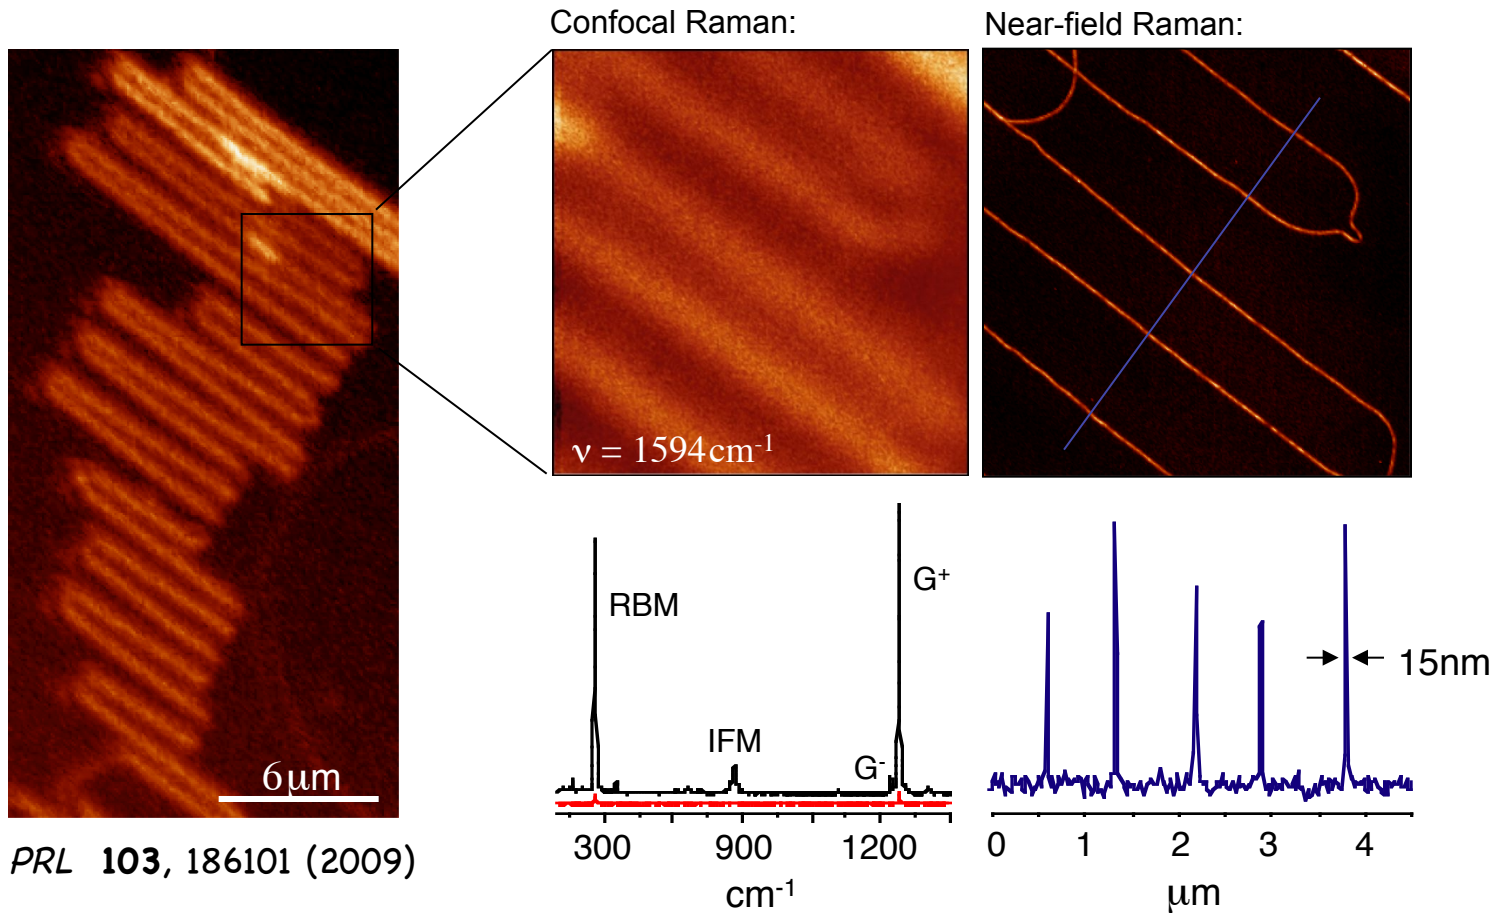 Confocal Raman:
Near-field Raman:
ν = 1594cm⁻¹
6μm
PRL 103, 186101 (2009)
RBM
IFM
G⁻
G⁺
300 900 1200
cm⁻¹
15nm
0 1 2 3 4
μm